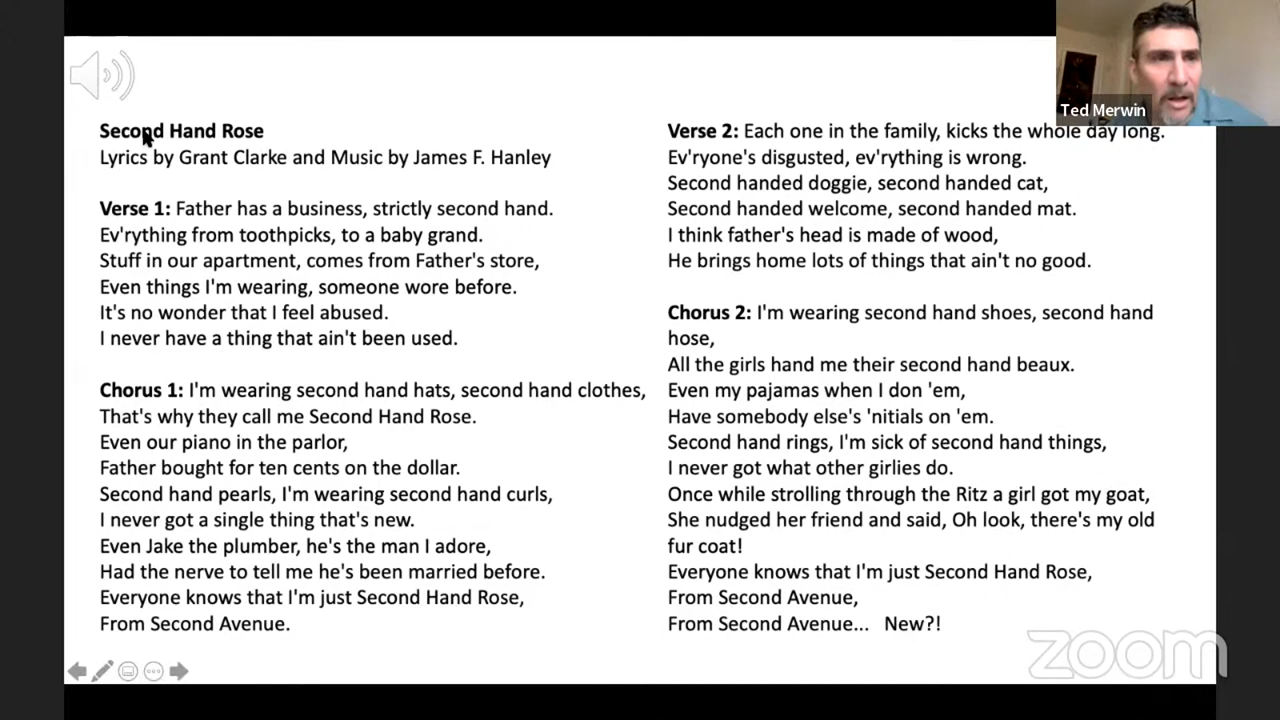 Second Hand Rose
Lyrics by Grant Clarke and Music by James F. Hanley
Verse 1: Father has a business, strictly second hand.
Ev'rything from toothpicks, to a baby grand.
Stuff in our apartment, comes from Father's store,
Even things I'm wearing, someone wore before.
It's no wonder that I feel abused.
I never have a thing that ain't been used.
Chorus 1: I'm wearing second hand hats, second hand clothes,
That's why they call me Second Hand Rose.
Even our piano in the parlor,
Father bought for ten cents on the dollar.
Second hand pearls, I'm wearing second hand curls,
I never got a single thing that's new.
Even Jake the plumber, he's the man I adore,
Had the nerve to tell me he's been married before.
Everyone knows that I'm just Second Hand Rose,
From Second Avenue.
Verse 2: Each one in the family, kicks the whole day long.
Ev'ryone's disgusted, ev'rything is wrong.
Second handed doggie, second handed cat,
Second handed welcome, second handed mat.
I think father's head is made of wood,
He brings home lots of things that ain't no good.
Chorus 2: I'm wearing second hand shoes, second hand
hose,
All the girls hand me their second hand beaux.
Even my pajamas when I don 'em,
Have somebody else's 'nitials on 'em.
Second hand rings, I'm sick of second hand things,
I never got what other girlies do.
Once while strolling through the Ritz a girl got my goat,
She nudged her friend and said, Oh look, there's my old
fur coat!
Everyone knows that I'm just Second Hand Rose,
From Second Avenue,
From Second Avenue... New?!
Ted Merwin
zoom